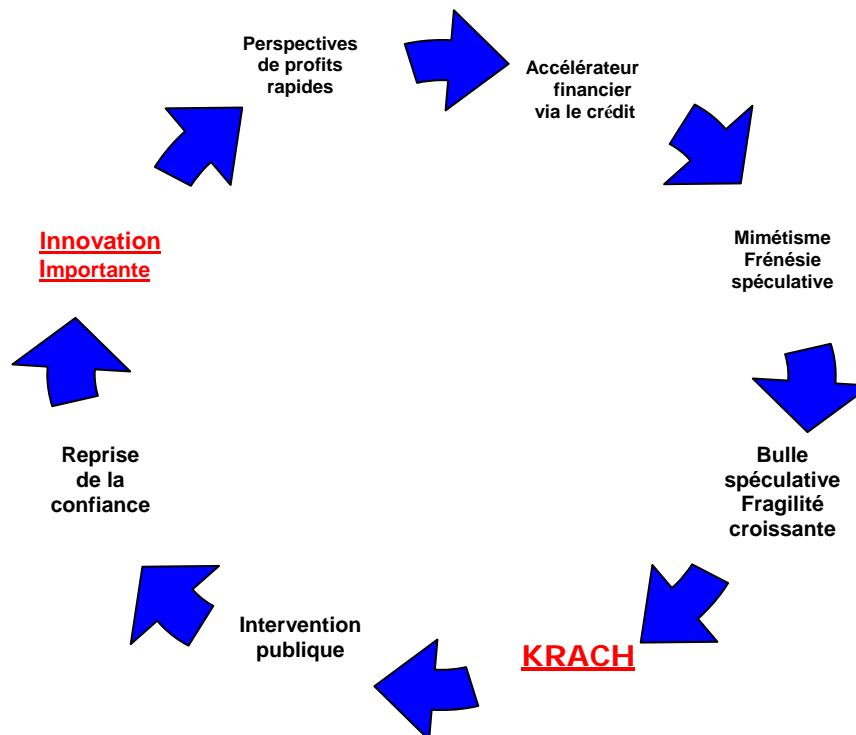 Perspectives
de profits
rapides
Accélérateur
financier
via le crédit
Mimétisme
Frénésie
spéculative
Bulle
spéculative
Fragilité
croissante
KRACH
Intervention
publique
Reprise
de la
confiance
Innovation
Importante